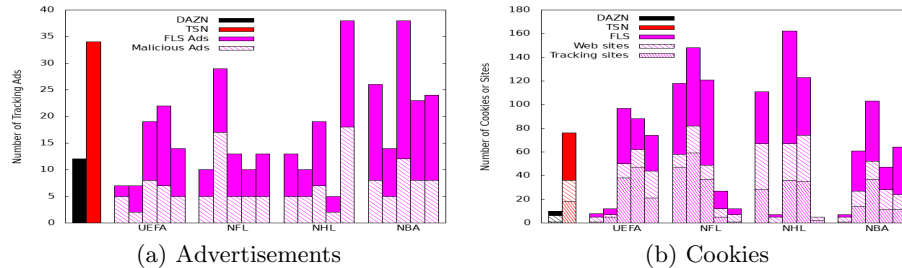 40
35
30
25
20
15
10
5
0
Number of Tracking Ads
DAZN
TSN
FLS Ads
Malicious Ads
UEFA NFL NHL NBA
(a) Advertisements
180
160
140
120
100
80
60
40
20
0
Number of Cookies or Sites
DAZN
TSN
FLS
Web sites
Tracking sites
UEFA NFL NHL NBA
(b) Cookies